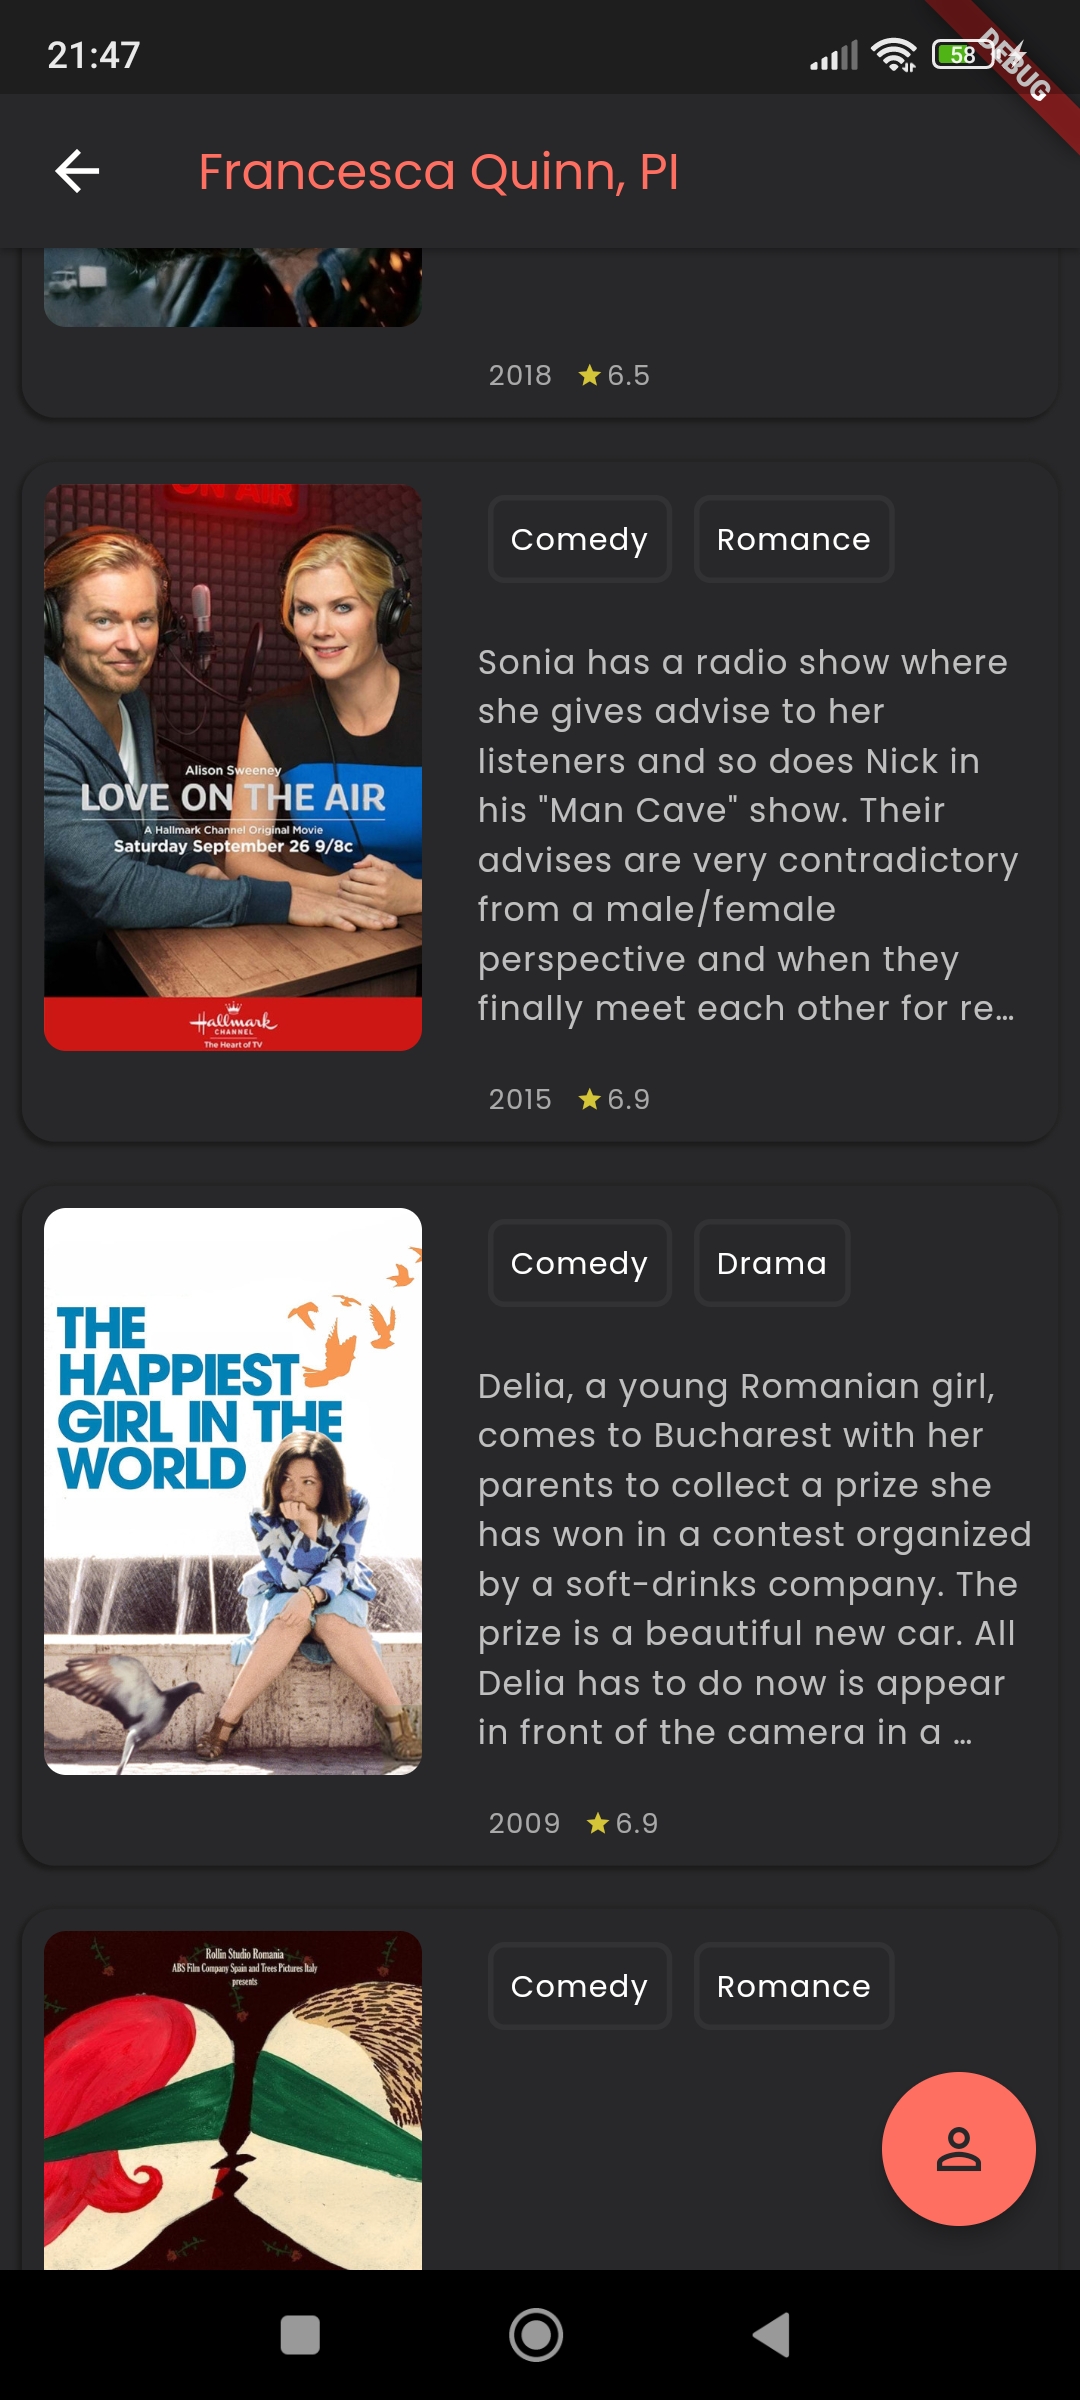 21:47
58
DEBUG
Francesca Quinn, PI
2018 6.5
ON AIR
Comedy Romance
Sonia has a radio show where
she gives advise to her
listeners and so does Nick in
his "Man Cave" show. Their
advises are very contradictory
from a male/female
perspective and when they
finally meet each other for re…
Alison Sweeney
LOVE ON THE AIR
A Hallmark Channel Original Movie
Saturday September 26 9/8c
Hallmark
CHANNEL
The Heart of TV
2015 6.9
Comedy Drama
THE
HAPPIEST
GIRL IN THE
WORLD
Delia, a young Romanian girl,
comes to Bucharest with her
parents to collect a prize she
has won in a contest organized
by a soft-drinks company. The
prize is a beautiful new car. All
Delia has to do now is appear
in front of the camera in a …
2009 6.9
Rollin Studio Romania
ABS Film Company Spain and Trees Pictures Italy
presents
Comedy Romance